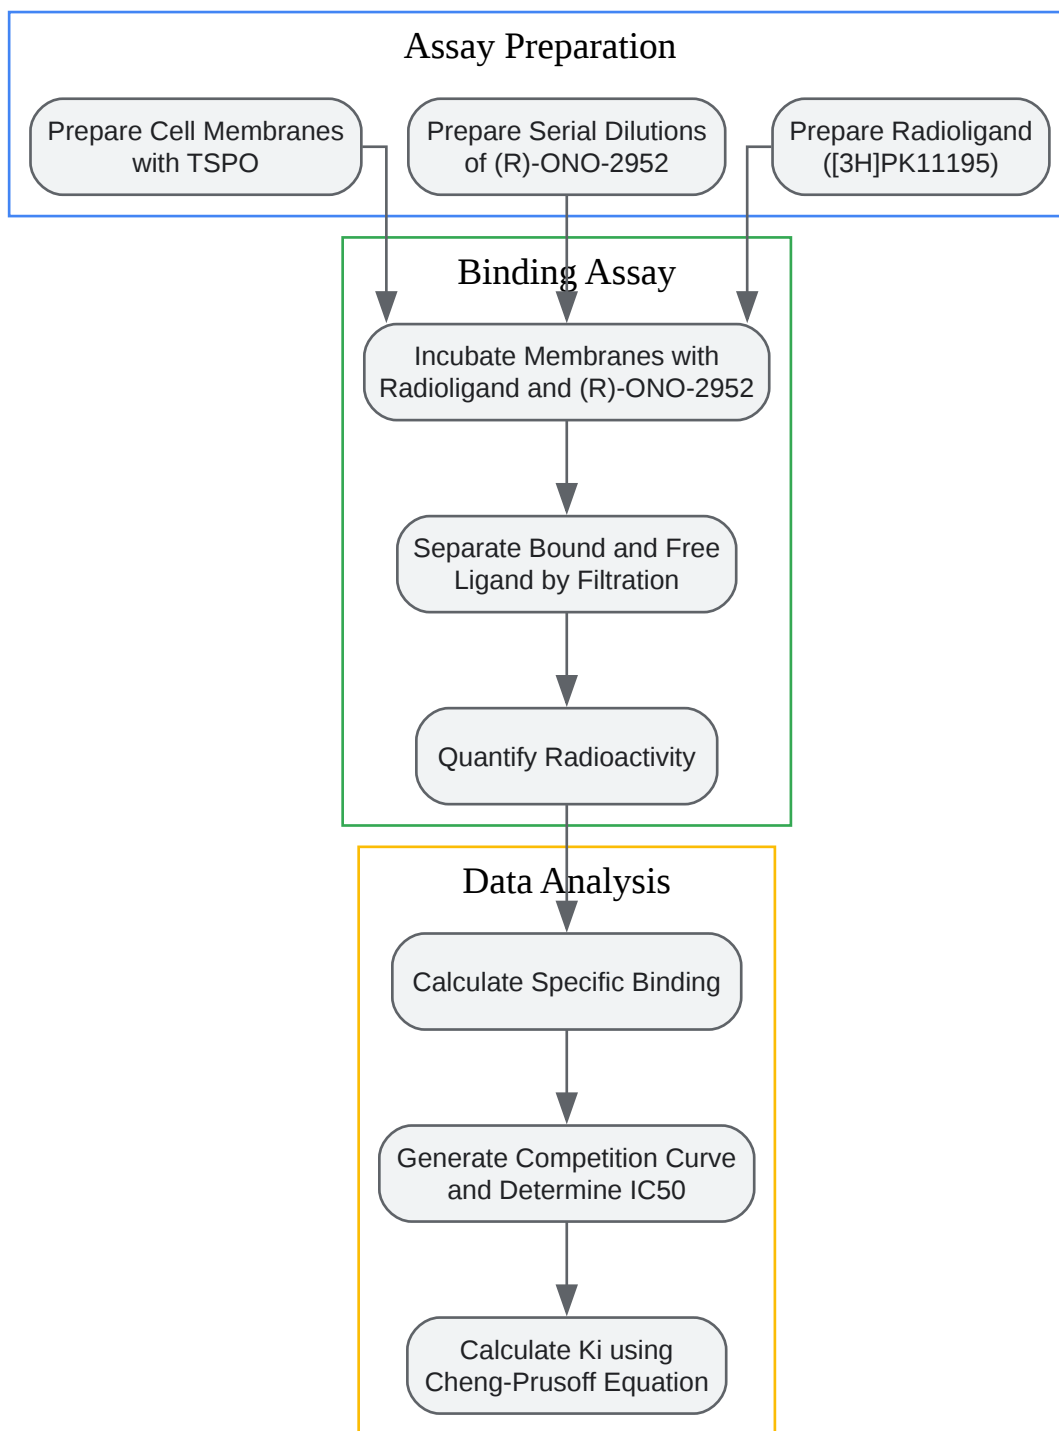 Assay Preparation
Prepare Cell Membranes
with TSPO
Prepare Serial Dilutions
of (R)-ONO-2952
Prepare Radioligand
([3H]PK11195)
Binding Assay
Incubate Membranes with
Radioligand and (R)-ONO-2952
Separate Bound and Free
Ligand by Filtration
Quantify Radioactivity
Data Analysis
Calculate Specific Binding
Generate Competition Curve
and Determine IC50
Calculate Ki using
Cheng-Prusoff Equation